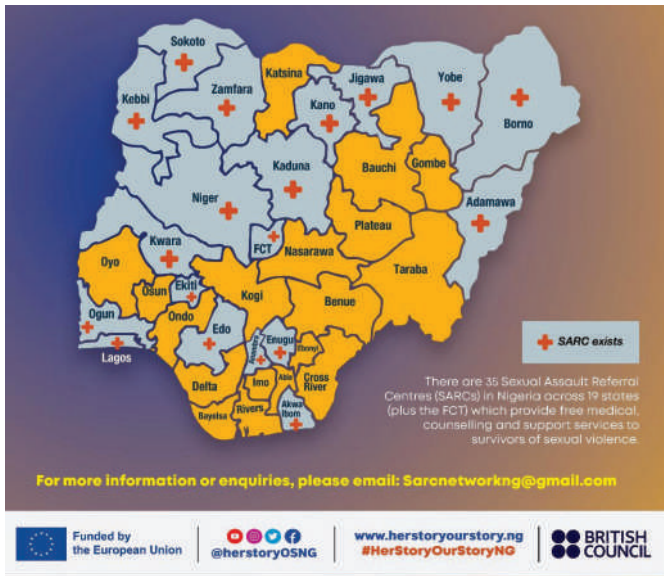 Sokoto
Katsina
Jigawa
Yobe
Kebbi
Zamfara
Kano
Borno
Kaduna
Bauchi
Gombe
Niger
Adamawa
Plateau
Kwara
FCT
Nasarawa
Taraba
Oyo
Osun
Ekiti
Kogi
Benue
Ogun
Ondo
Edo
Enugu
Anambra
Ebonyi
Lagos
Delta
Imo
Abia
Cross
River
Bayelsa
Rivers
Akwa
Ibom
SARC exists
There are 35 Sexual Assault Referral
Centres (SARCs) in Nigeria across 19 states
(plus the FCT) which provide free medical,
counselling and support services to
survivors of sexual violence.
For more information or enquiries, please email: Sarcnetworkng@gmail.com
Funded by
the European Union
@herstoryOSNG
www.herstoryourstory.ng
#HerStoryOurStoryNG
BRITISH
COUNCIL